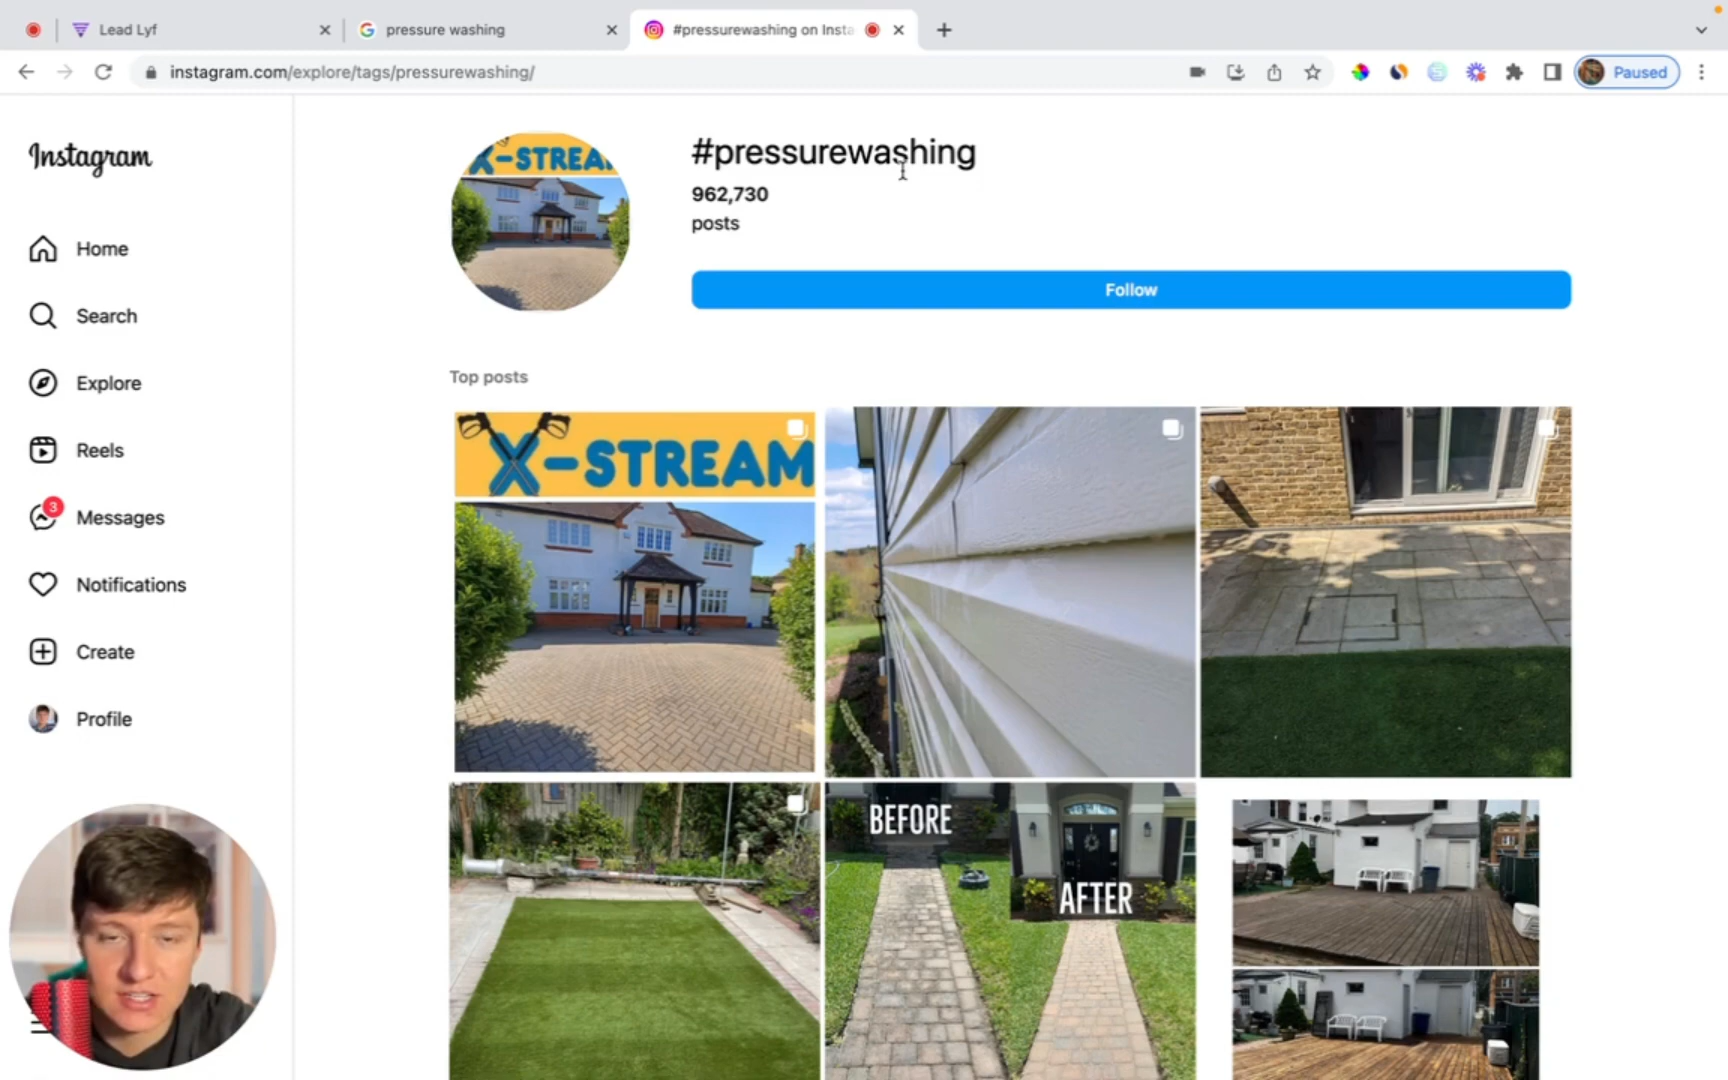 Lead Lyf
pressure washing
#pressurewashing on Insta
instagram.com/explore/tags/pressurewashing/
Paused
Instagram
Home
Search
Explore
Reels
3
Messages
Notifications
Create
Profile
#pressurewashing
962,730
posts
Follow
Top posts
X-STREAM
X-STREAM
BEFORE
AFTER